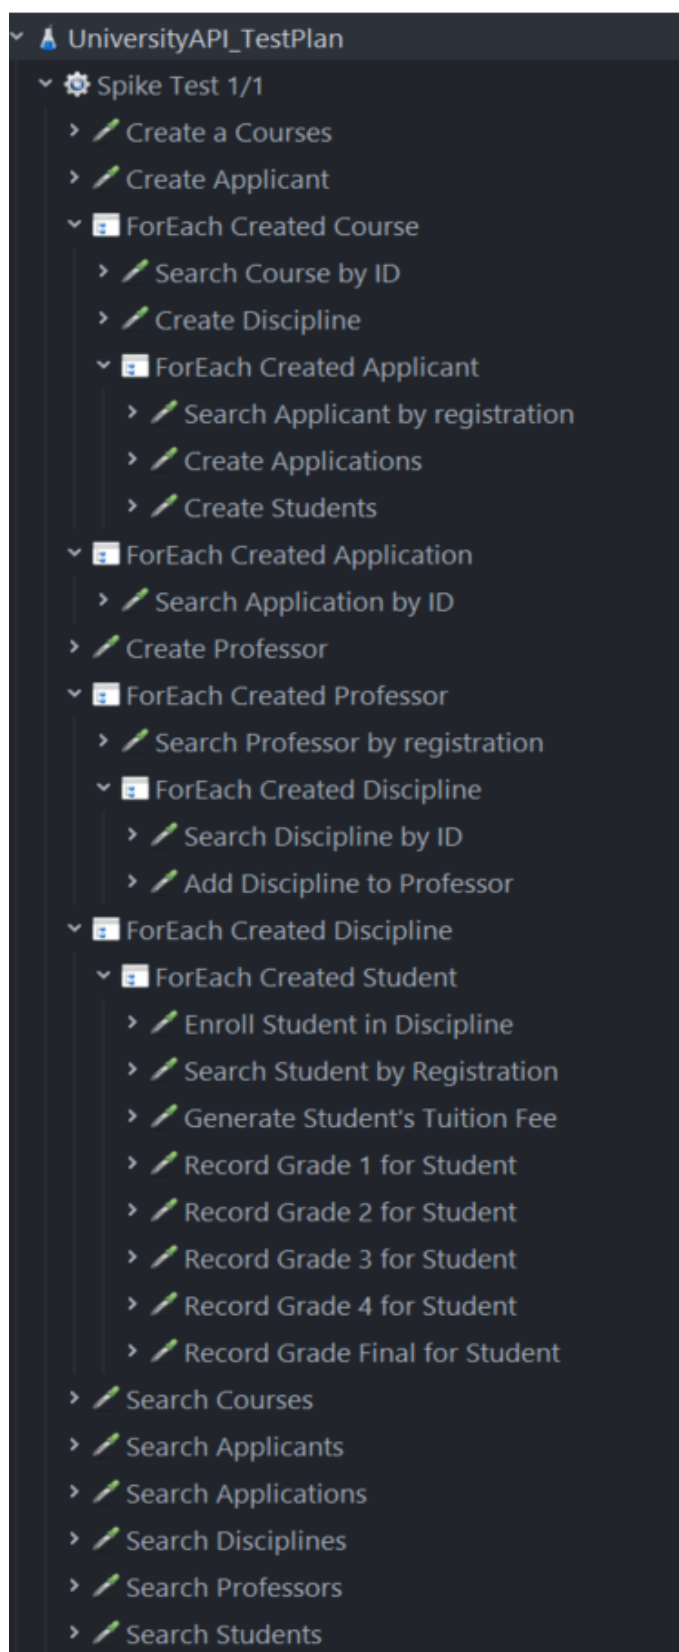 UniversityAPI_TestPlan
Spike Test 1/1
Create a Courses
Create Applicant
ForEach Created Course
Search Course by ID
Create Discipline
ForEach Created Applicant
Search Applicant by registration
Create Applications
Create Students
ForEach Created Application
Search Application by ID
Create Professor
ForEach Created Professor
Search Professor by registration
ForEach Created Discipline
Search Discipline by ID
Add Discipline to Professor
ForEach Created Discipline
ForEach Created Student
Enroll Student in Discipline
Search Student by Registration
Generate Student's Tuition Fee
Record Grade 1 for Student
Record Grade 2 for Student
Record Grade 3 for Student
Record Grade 4 for Student
Record Grade Final for Student
Search Courses
Search Applicants
Search Applications
Search Disciplines
Search Professors
Search Students